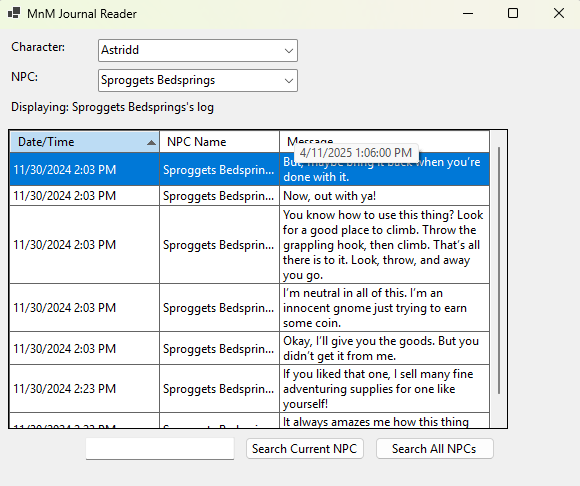 MnM Journal Reader
Character:
Astridd
NPC:
Sproggets Bedsprings
Displaying: Sproggets Bedsprings's log
Date/Time NPC Name Message
4/11/2025 1:06:00 PM
11/30/2024 2:03 PM Sproggets Bedsprin... But, maybe bring it back when you're
done with it.
11/30/2024 2:03 PM Sproggets Bedsprin... Now, out with ya!
You know how to use this thing? Look
for a good place to climb. Throw the
11/30/2024 2:03 PM Sproggets Bedsprin... grappling hook, then climb. That's all
there is to it. Look, throw, and away
you go.
I'm neutral in all of this. I'm an
11/30/2024 2:03 PM Sproggets Bedsprin... innocent gnome just trying to earn
some coin.
11/30/2024 2:03 PM Sproggets Bedsprin... Okay, I'll give you the goods. But you
didn't get it from me.
If you liked that one, I sell many fine
11/30/2024 2:23 PM Sproggets Bedsprin... adventuring supplies for one like
yourself!
It always amazes me how this thing
Search Current NPC
Search All NPCs